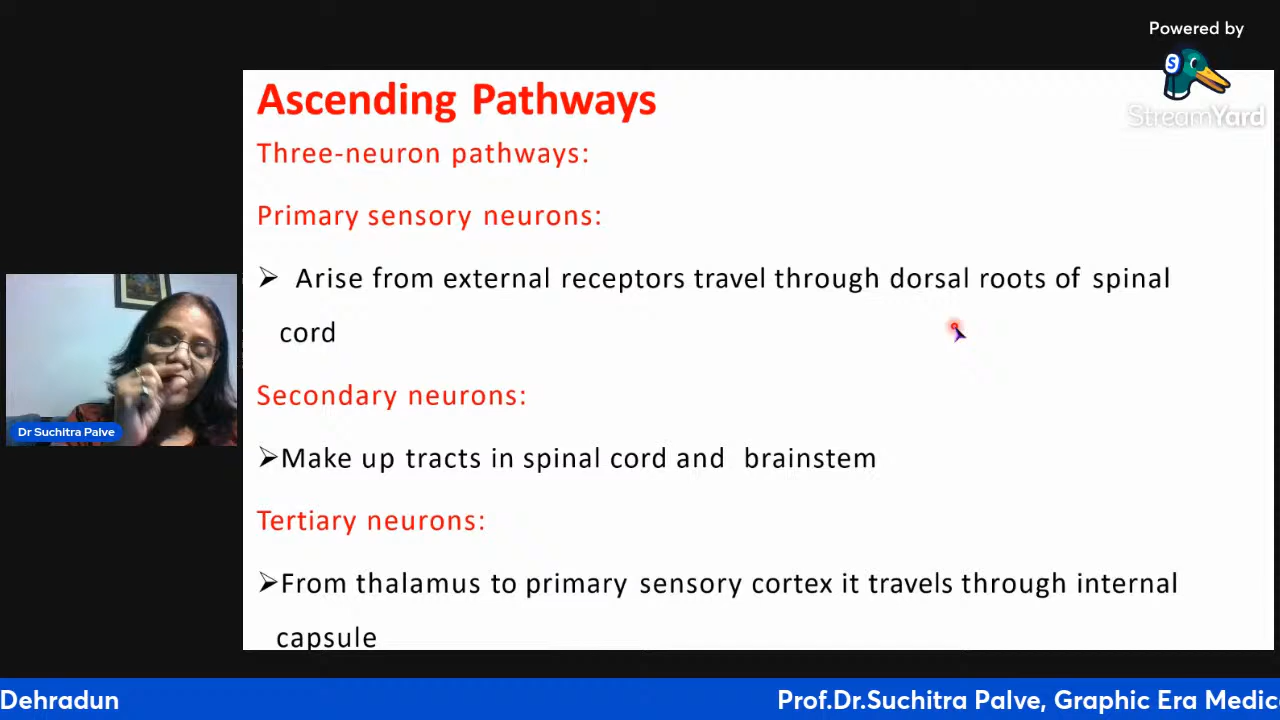 Powered by
S
StreamYard
Ascending Pathways
Three-neuron pathways:
Primary sensory neurons:
➢ Arise from external receptors travel through dorsal roots of spinal
cord
Secondary neurons:
➢Make up tracts in spinal cord and brainstem
Tertiary neurons:
➢From thalamus to primary sensory cortex it travels through internal
capsule
Dr Suchitra Palve
Dehradun
Prof.Dr.Suchitra Palve, Graphic Era Medic